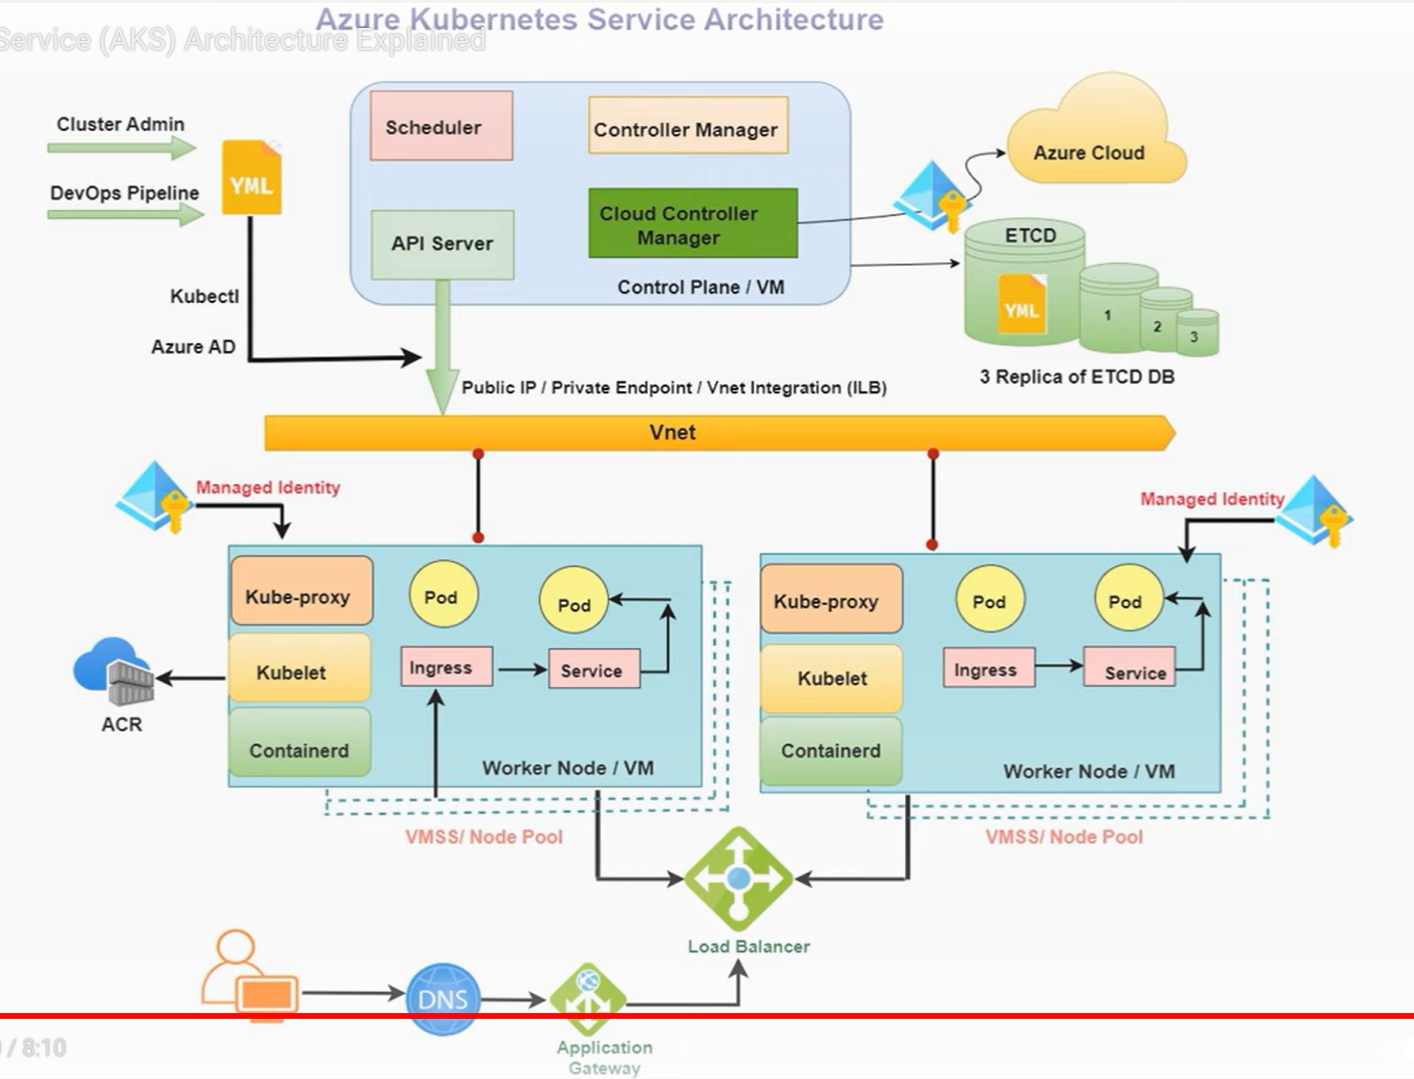 Azure Kubernetes Service Architecture
Service (AKS) Architecture Explained
Cluster Admin
DevOps Pipeline
YML
Kubectl
Azure AD
Scheduler
Controller Manager
API Server
Cloud Controller
Manager
Control Plane / VM
Azure Cloud
ETCD
YML
1
2
3
3 Replica of ETCD DB
Public IP / Private Endpoint / Vnet Integration (ILB)
Vnet
Managed Identity
Managed Identity
Kube-proxy
Kubelet
Containerd
Pod
Pod
Ingress
Service
Worker Node / VM
VMSS/ Node Pool
ACR
Kube-proxy
Kubelet
Containerd
Pod
Pod
Ingress
Service
Worker Node / VM
VMSS/ Node Pool
Load Balancer
DNS
Application
Gateway
/ 8:10